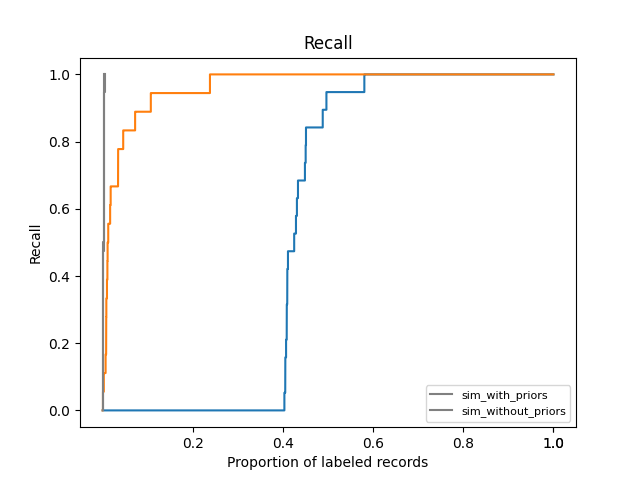 Recall
1.0
0.8
0.6
0.4
0.2
0.0
Recall
sim_with_priors
sim_without_priors
0.2
0.4
0.6
0.8
1.0
Proportion of labeled records